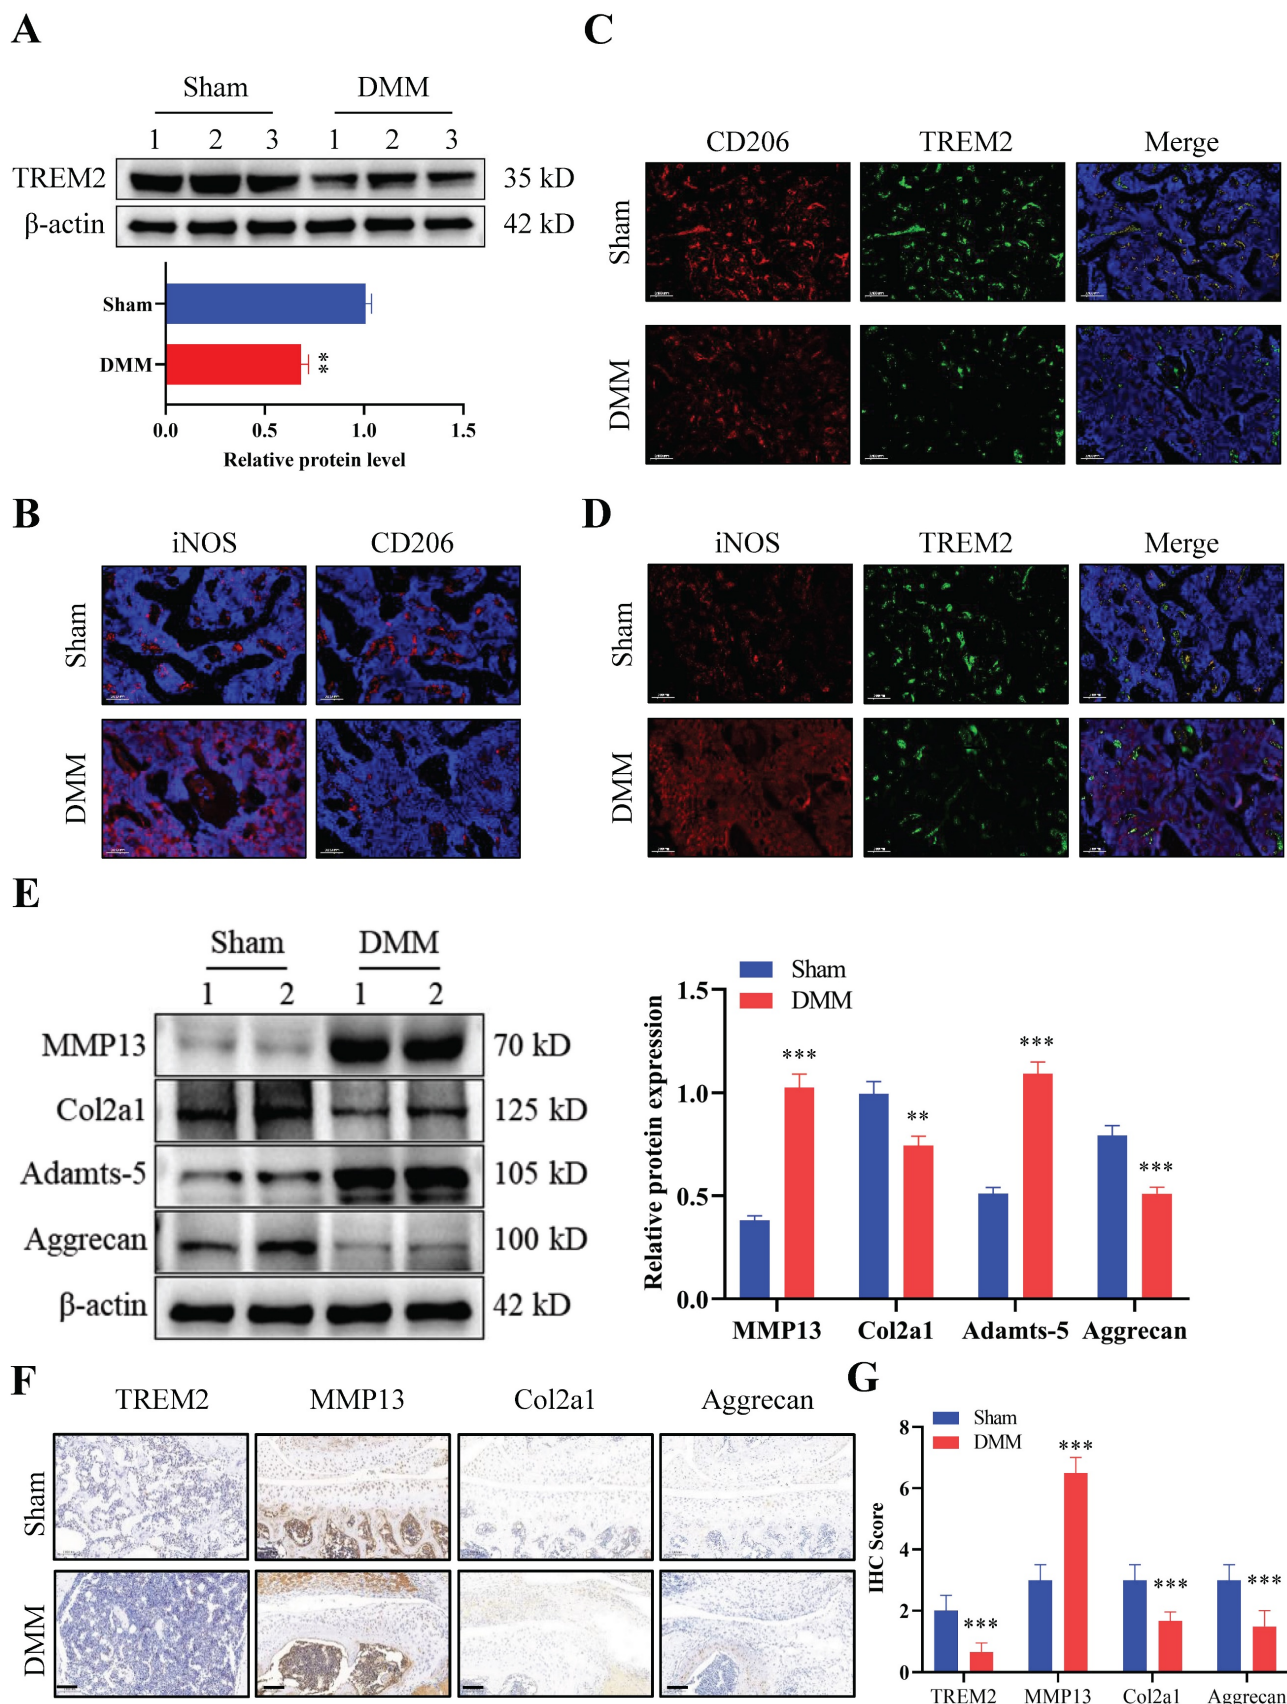 A
Sham DMM
1 2 3 1 2 3
TREM2 35 kD
β-actin 42 kD
Sham
DMM
**
0.0 0.5 1.0 1.5
Relative protein level
B
iNOS CD206
Sham
DMM
C
CD206 TREM2 Merge
Sham
DMM
D
iNOS TREM2 Merge
Sham
DMM
E
Sham DMM
1 2 1 2
MMP13 70 kD
Col2a1 125 kD
Adamts-5 105 kD
Aggrecan 100 kD
β-actin 42 kD
Sham
DMM
Relative protein expression
1.5
1.0
0.5
0.0
*** ** *** ***
MMP13 Col2a1 Adamts-5 Aggrecan
F
TREM2 MMP13 Col2a1 Aggrecan
Sham
DMM
G
Sham
DMM
IHC Score
8
6
4
2
0
*** *** *** ***
TREM2 MMP13 Col2a1 Aggrecan